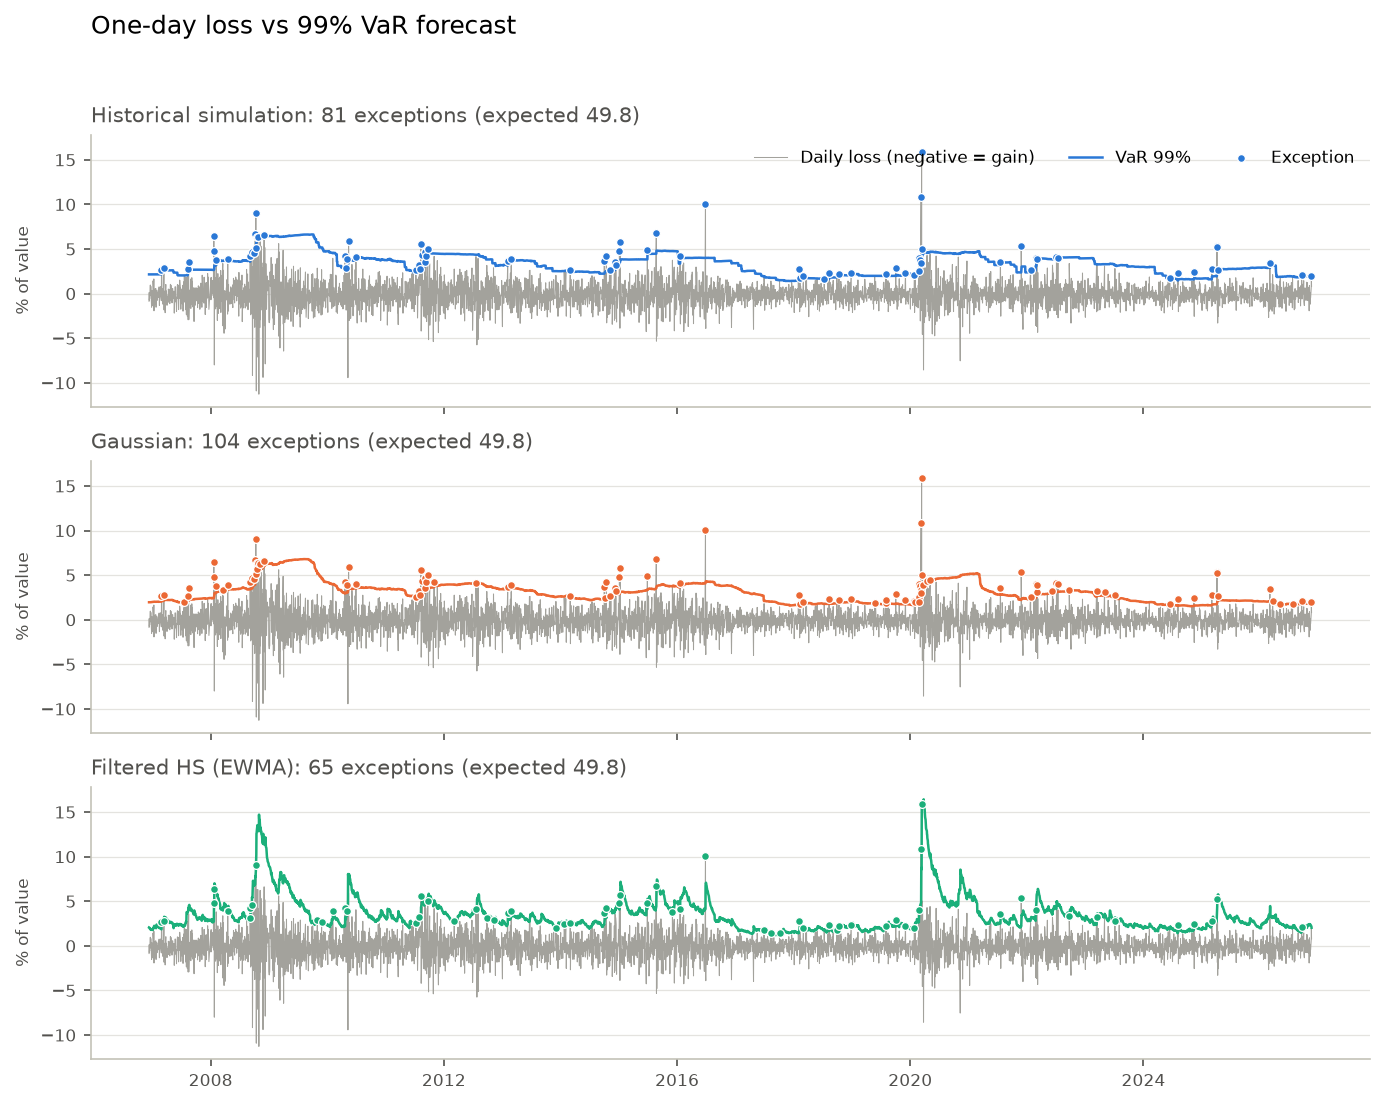 One-day loss vs 99% VaR forecast
Historical simulation: 81 exceptions (expected 49.8)
Daily loss (negative = gain)
VaR 99%
Exception
% of value
15
10
5
0
−5
−10
Gaussian: 104 exceptions (expected 49.8)
% of value
15
10
5
0
−5
−10
Filtered HS (EWMA): 65 exceptions (expected 49.8)
% of value
15
10
5
0
−5
−10
2008
2012
2016
2020
2024